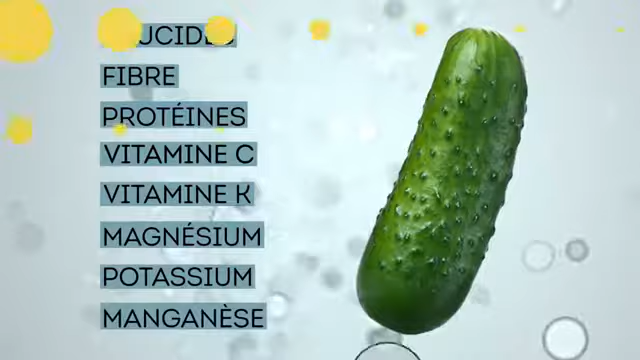 FIBRE
PROTÉINES
VITAMINE C
VITAMINE K
MAGNÉSIUM
POTASSIUM
MANGANÈSE